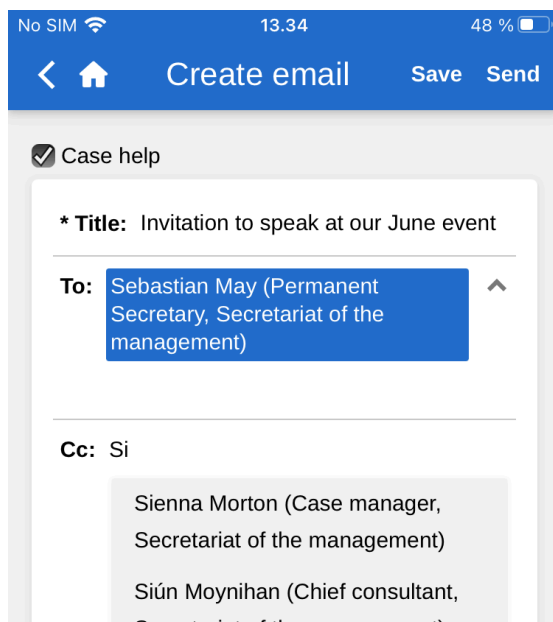 No SIM 13.34 48 %
Create email Save Send
Case help
* Title: Invitation to speak at our June event
To: Sebastian May (Permanent
Secretary, Secretariat of the
management)
Cc: Si
Sienna Morton (Case manager,
Secretariat of the management)
Siún Moynihan (Chief consultant,